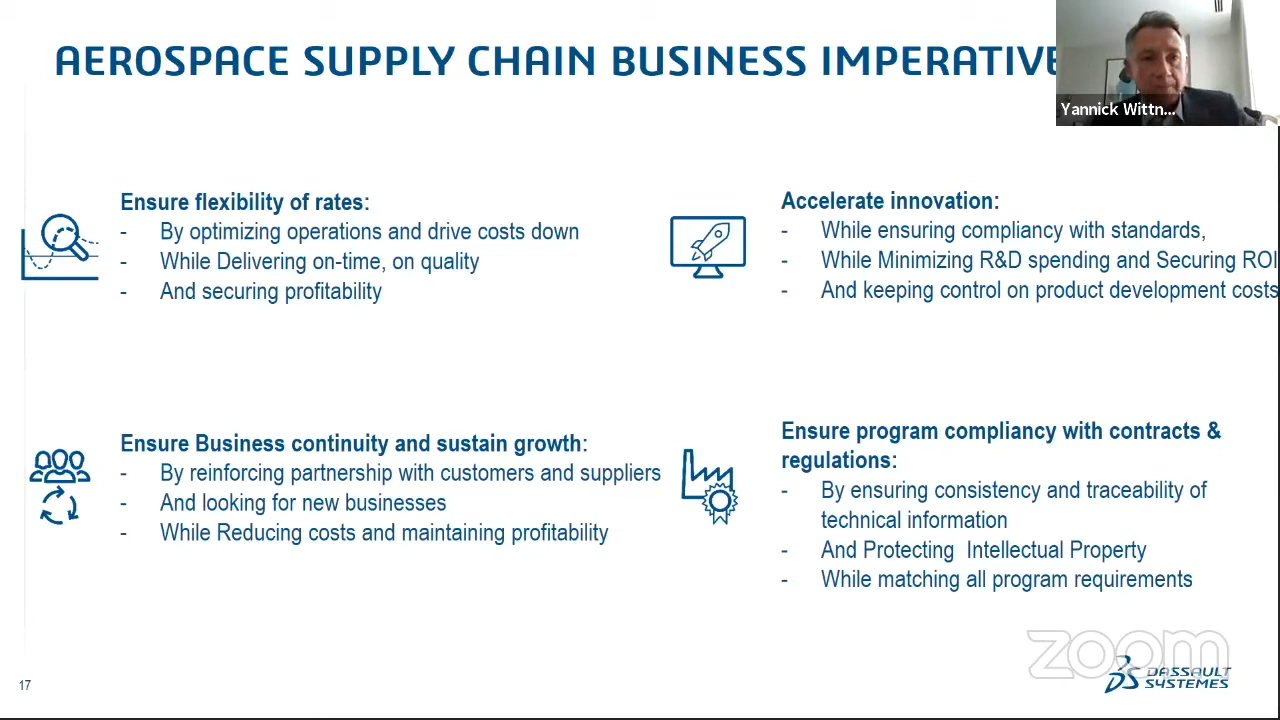 AEROSPACE SUPPLY CHAIN BUSINESS IMPERATIVE
Yannick Wittn...
Ensure flexibility of rates:
- By optimizing operations and drive costs down
- While Delivering on-time, on quality
- And securing profitability
Accelerate innovation:
- While ensuring compliancy with standards,
- While Minimizing R&D spending and Securing ROI
- And keeping control on product development costs
Ensure Business continuity and sustain growth:
- By reinforcing partnership with customers and suppliers
- And looking for new businesses
- While Reducing costs and maintaining profitability
Ensure program compliancy with contracts &
regulations:
- By ensuring consistency and traceability of
technical information
- And Protecting  Intellectual Property
- While matching all program requirements
zoom
17
DASSAULT
SYSTEMES